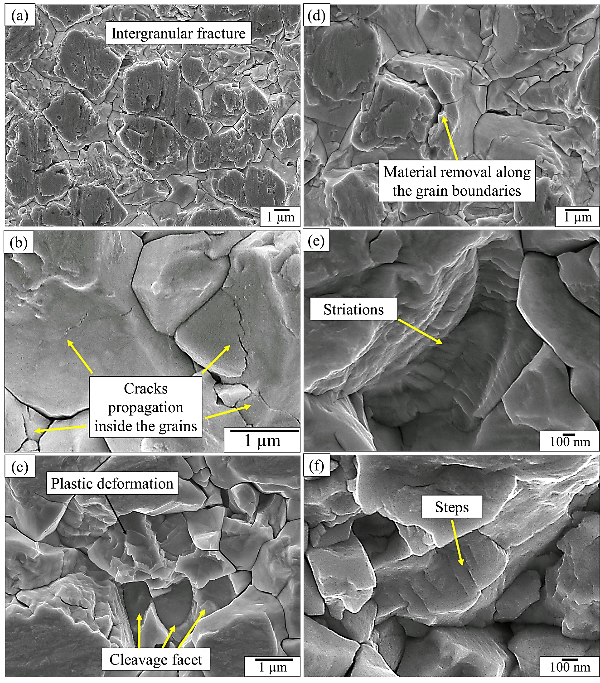 (a)
Intergranular fracture
1 μm
(d)
Material removal along
the grain boundaries
1 μm
(b)
Cracks
propagation
inside the grains
1 μm
(e)
Striations
100 nm
(c)
Plastic deformation
Cleavage facet
1 μm
(f)
Steps
100 nm